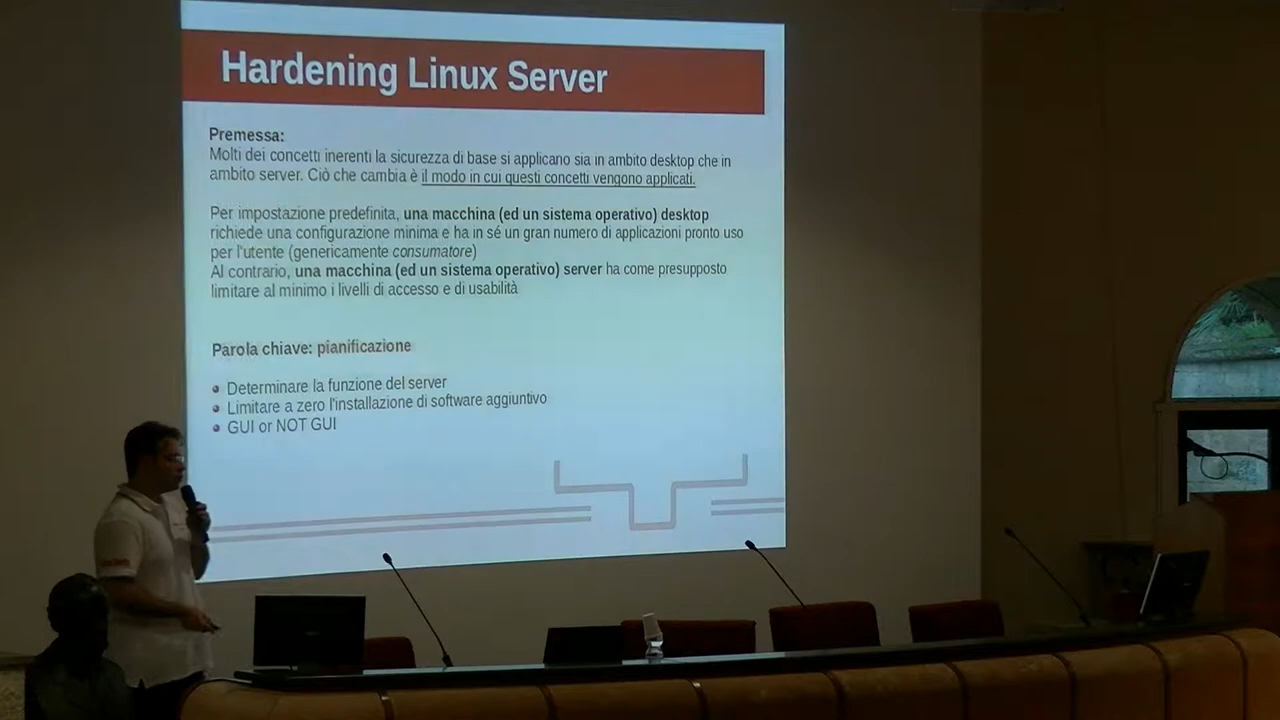 Hardening Linux Server
Premessa:
Molti dei concetti inerenti la sicurezza di base si applicano sia in ambito desktop che in
ambito server. Ciò che cambia è il modo in cui questi concetti vengono applicati.
Per impostazione predefinita, una macchina (ed un sistema operativo) desktop
richiede una configurazione minima e ha in sé un gran numero di applicazioni pronto uso
per l'utente (genericamente consumatore)
Al contrario, una macchina (ed un sistema operativo) server ha come presupposto
limitare al minimo i livelli di accesso e di usabilità
Parola chiave: pianificazione
Determinare la funzione del server
Limitare a zero l'installazione di software aggiuntivo
GUI or NOT GUI